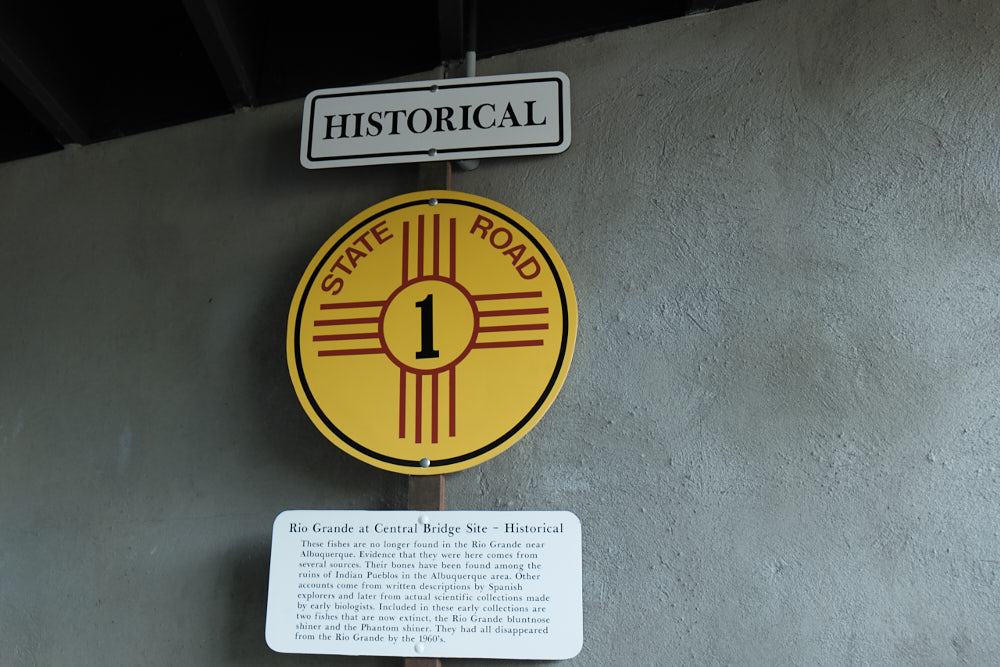 HISTORICAL
STATE ROAD
1
Rio Grande at Central Bridge Site - Historical
These fishes are no longer found in the Rio Grande near
Albuquerque. Evidence that they were here comes from
several sources. Their bones have been found among the
ruins of Indian Pueblos in the Albuquerque area. Other
accounts come from written descriptions by Spanish
explorers and later from actual scientific collections made
by early biologists. Included in these early collections are
two fishes that are now extinct, the Rio Grande bluntnose
shiner and the Phantom shiner. They had all disappeared
from the Rio Grande by the 1960's.